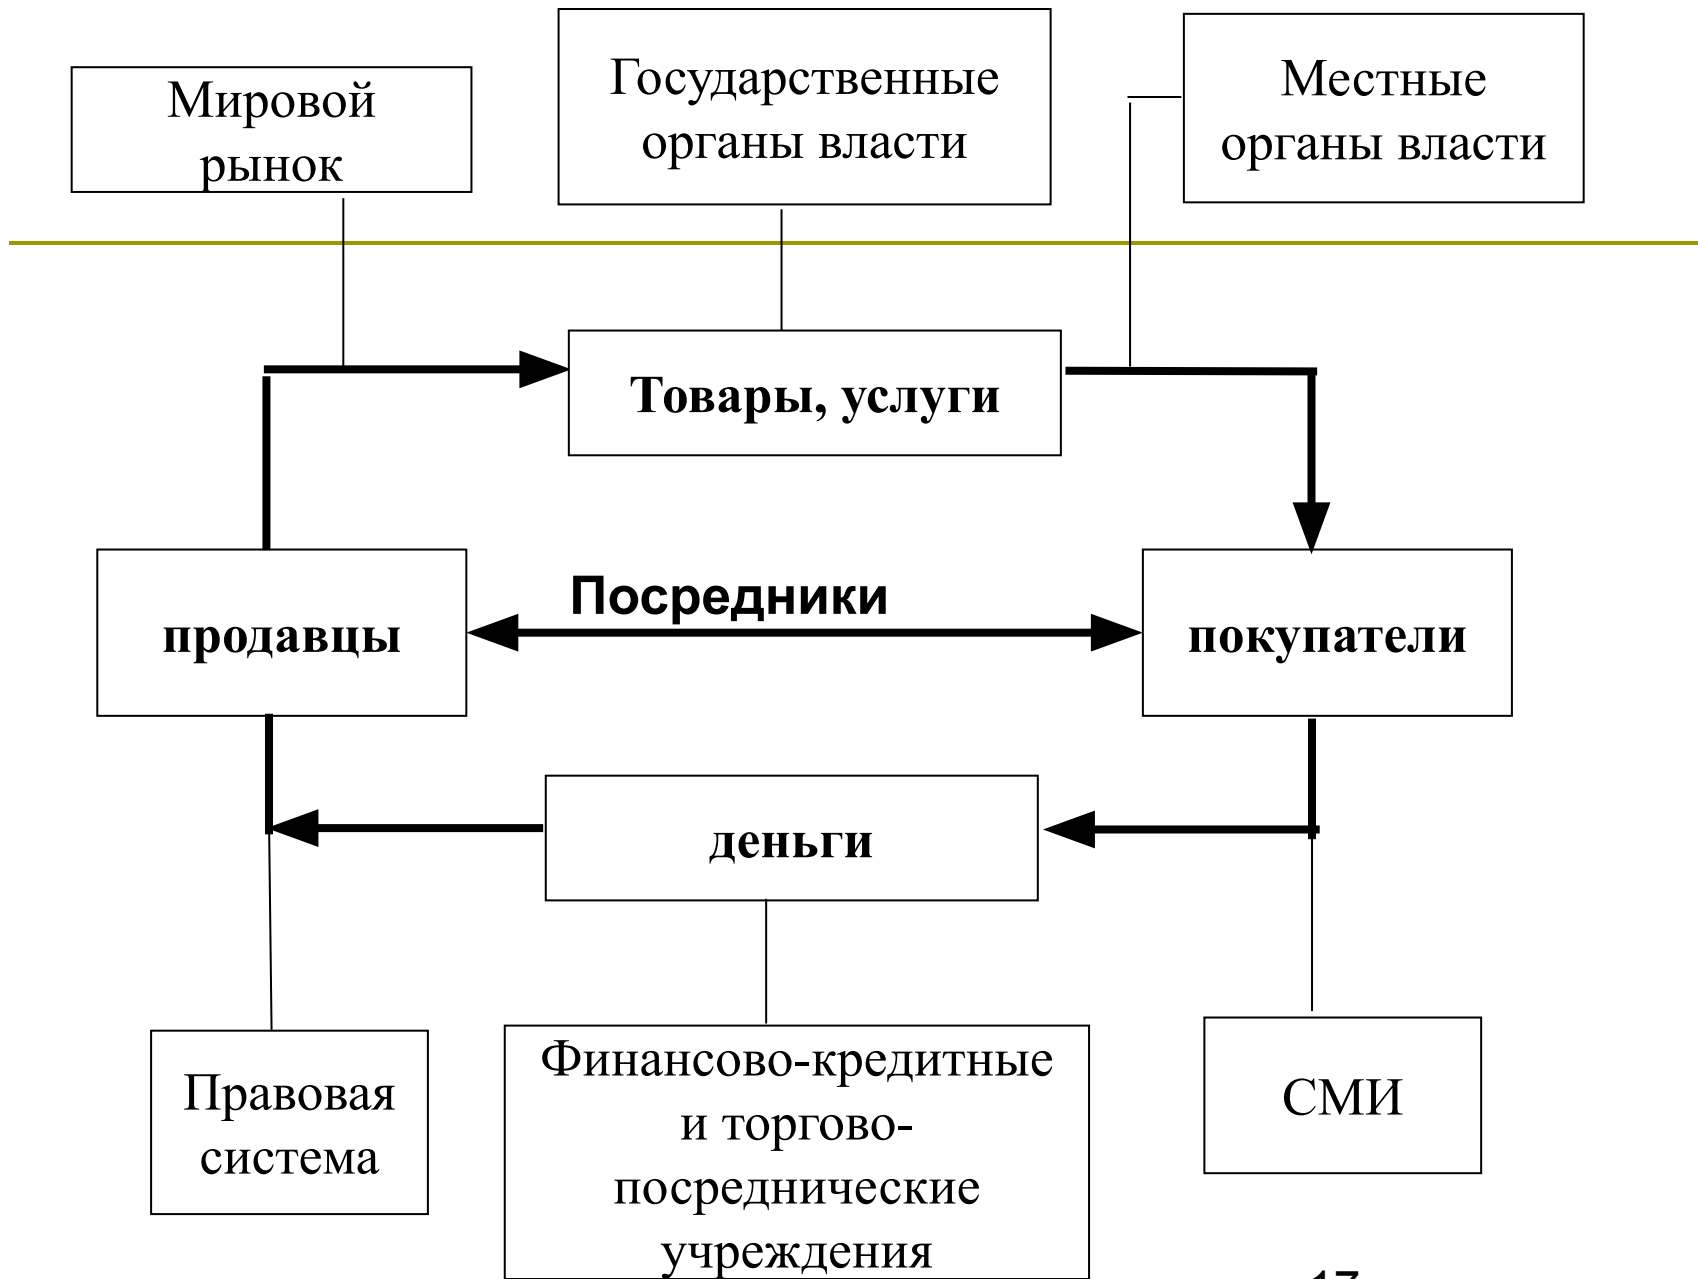 Мировой
рынок
Государственные
органы власти
Местные
органы власти
Товары, услуги
продавцы
Посредники
покупатели
деньги
Правовая
система
Финансово-кредитные
и торгово-
посреднические
учреждения
СМИ
17